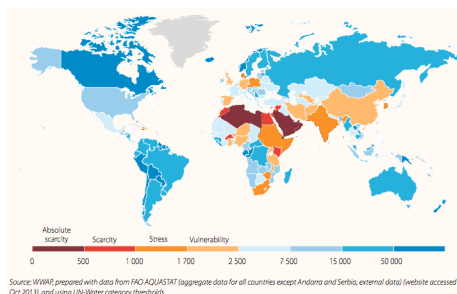 Absolute
scarcity Scarcity Stress Vulnerability
0 500 1 000 1 700 2 500 7 500 15 000 50 000
Source: WWAP, prepared with data from FAO AQUASTAT (aggregate data for all countries except Andorra and Serbia, external data) (website accessed
Oct 2013), and using UN-Water category thresholds.